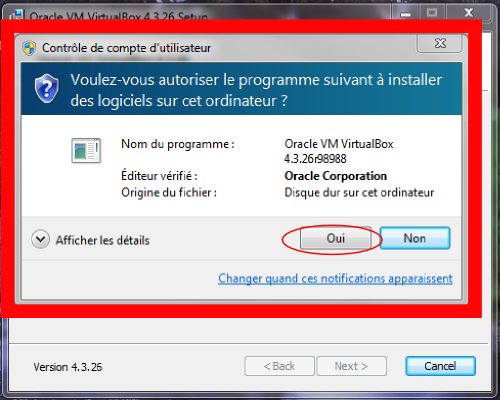 Oracle VM VirtualBox 4.3.26 Setup
Contrôle de compte d'utilisateur
Voulez-vous autoriser le programme suivant à installer
des logiciels sur cet ordinateur ?
Nom du programme : Oracle VM VirtualBox
4.3.26r98988
Éditeur vérifié : Oracle Corporation
Origine du fichier : Disque dur sur cet ordinateur
Afficher les détails Oui Non
Changer quand ces notifications apparaissent
Version 4.3.26 < Back Next > Cancel